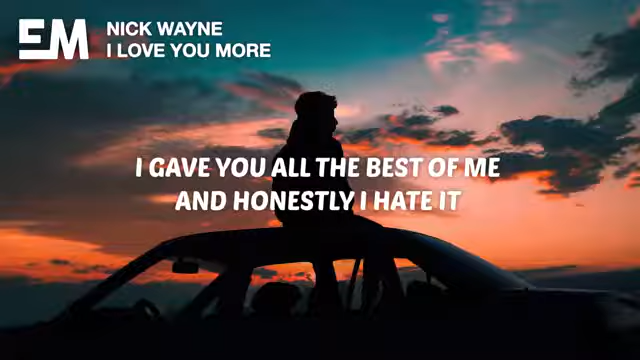 EM
NICK WAYNE
I LOVE YOU MORE
I GAVE YOU ALL THE BEST OF ME
AND HONESTLY I HATE IT